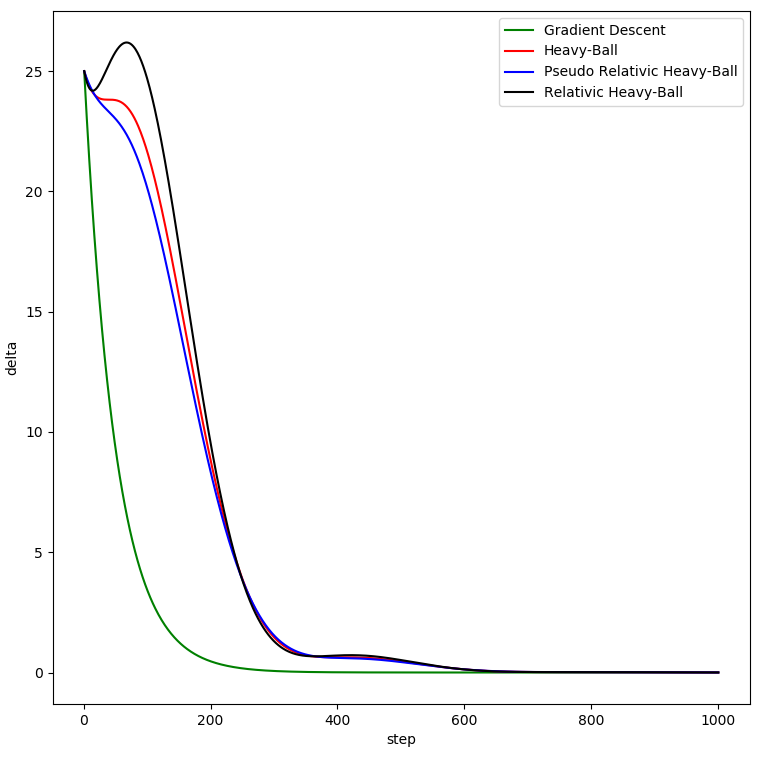 Gradient Descent
Heavy-Ball
Pseudo Relativic Heavy-Ball
Relativic Heavy-Ball
25
20
15
10
5
0
delta
0 200 400 600 800 1000
step